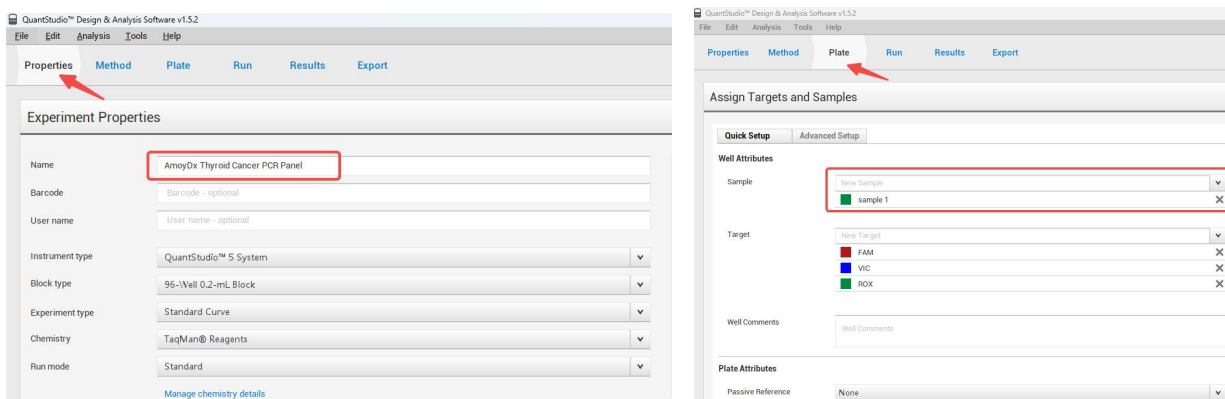 QuantStudio™ Design & Analysis Software v1.5.2
File Edit Analysis Tools Help
Properties Method Plate Run Results Export
Experiment Properties
Name AmoyDx Thyroid Cancer PCR Panel
Barcode Barcode - optional
User name User name - optional
Instrument type QuantStudio™ 5 System
Block type 96-Well 0.2-mL Block
Experiment type Standard Curve
Chemistry TaqMan® Reagents
Run mode Standard
Manage chemistry details
QuantStudio™ Design & Analysis Software v1.5.2
File Edit Analysis Tools Help
Properties Method Plate Run Results Export
Assign Targets and Samples
Quick Setup Advanced Setup
Well Attributes
Sample New Sample
sample 1
Target New Target
FAM
VIC
ROX
Well Comments Well Comments
Plate Attributes
Passive Reference None